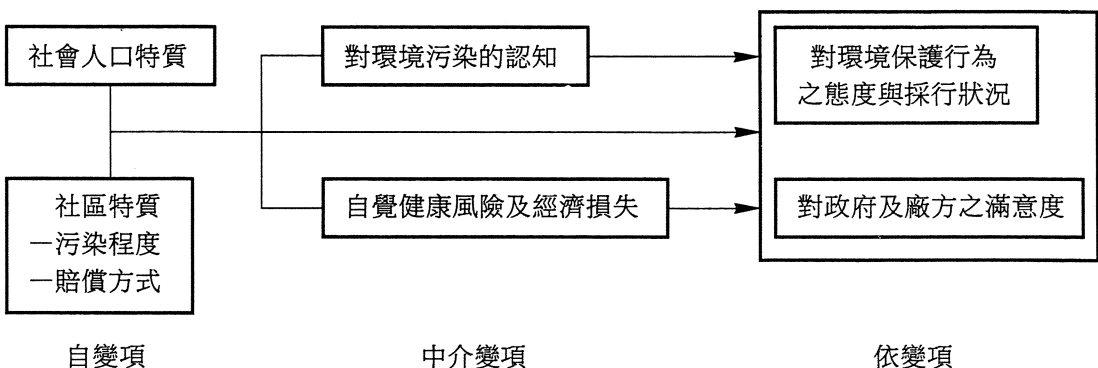 社會人口特質
社區特質
－污染程度
－賠償方式
自變項
對環境污染的認知
自覺健康風險及經濟損失
中介變項
對環境保護行為
之態度與採行狀況
對政府及廠方之滿意度
依變項